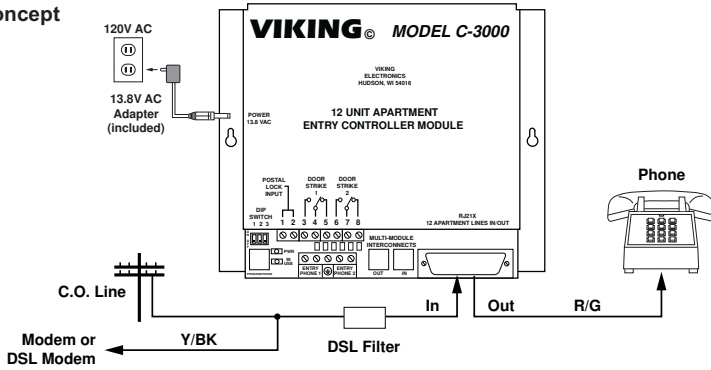 oncept
120V AC
13.8V AC
Adapter
(included)
VIKING© MODEL C-3000
VIKING
ELECTRONICS
HUDSON, WI 54016
POWER
13.8 VAC
12 UNIT APARTMENT
ENTRY CONTROLLER MODULE
POSTAL
LOCK
INPUT
DOOR
STRIKE
1
DOOR
STRIKE
2
DIP
SWITCH
1 2 3
1 2 3 4 5 6 7 8
RJ21X
12 APARTMENT LINES IN/OUT
PWR
IN
USE
ENTRY
PHONE 1
ENTRY
PHONE 2
MULTI-MODULE
INTERCONNECTS
OUT IN
Phone
C.O. Line
In
Out
R/G
Y/BK
DSL Filter
Modem or
DSL Modem